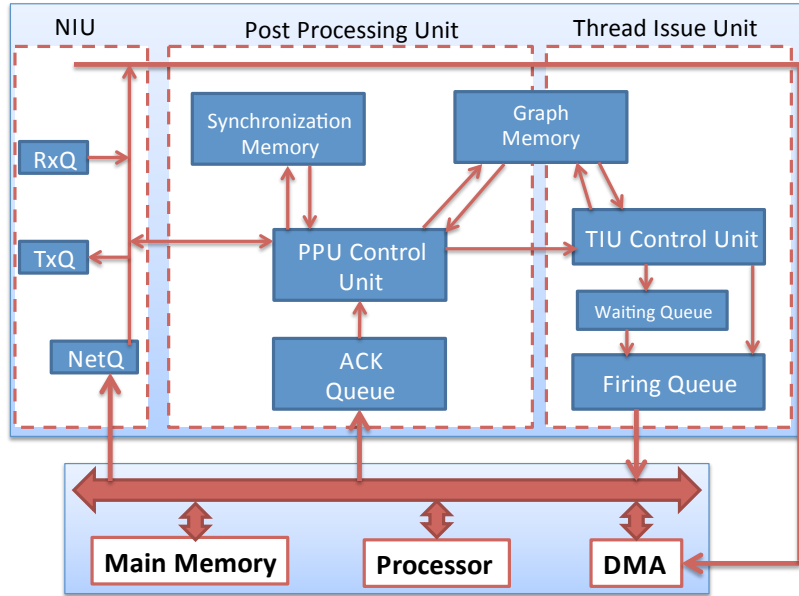 NIU
Post Processing Unit
Thread Issue Unit
Synchronization
Memory
Graph
Memory
RxQ
TxQ
PPU Control
Unit
TIU Control Unit
Waiting Queue
NetQ
ACK
Queue
Firing Queue
Main Memory
Processor
DMA